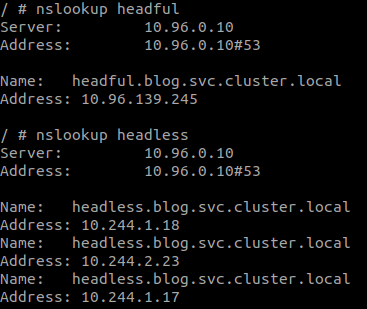 / # nslookup headful
Server:         10.96.0.10
Address:        10.96.0.10#53

Name:   headful.blog.svc.cluster.local
Address: 10.96.139.245

/ # nslookup headless
Server:         10.96.0.10
Address:        10.96.0.10#53

Name:   headless.blog.svc.cluster.local
Address: 10.244.1.18
Name:   headless.blog.svc.cluster.local
Address: 10.244.2.23
Name:   headless.blog.svc.cluster.local
Address: 10.244.1.17